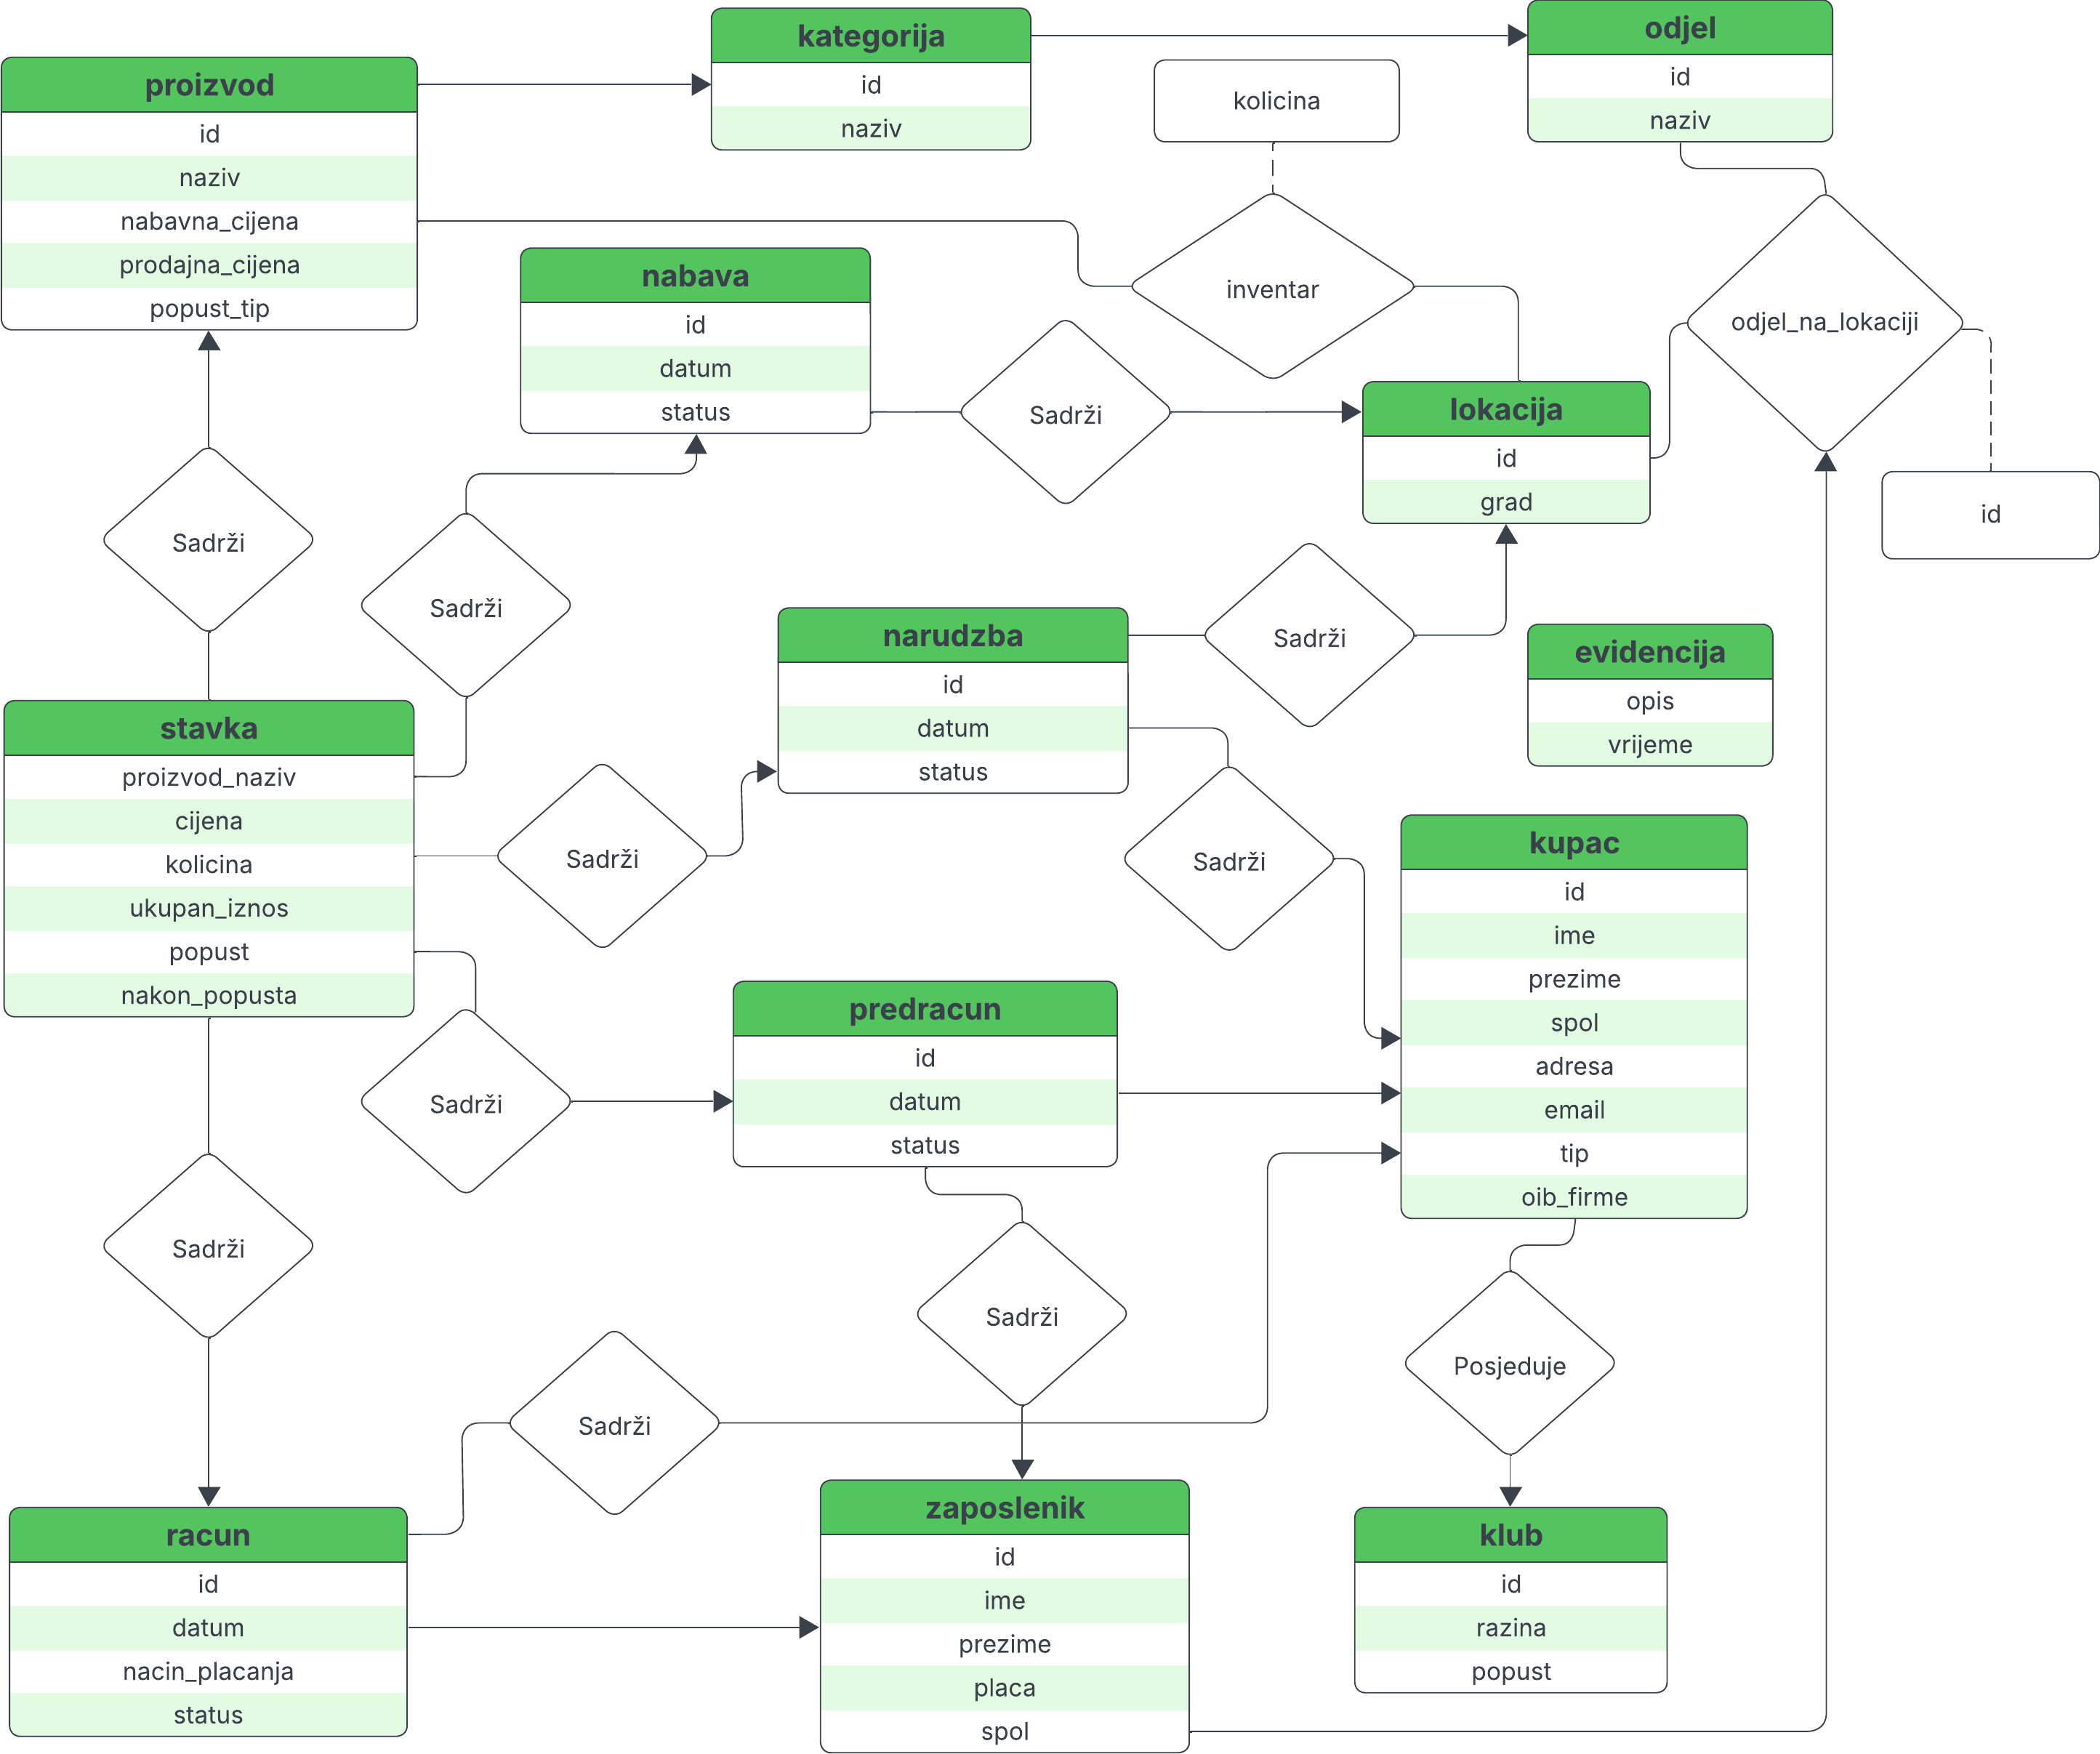 proizvod
id
naziv
nabavna_cijena
prodajna_cijena
popust_tip
kategorija
id
naziv
odjel
id
naziv
kolicina
inventar
odjel_na_lokaciji
id
nabava
id
datum
status
Sadrži
lokacija
id
grad
Sadrži
Sadrži
narudzba
id
datum
status
Sadrži
evidencija
opis
vrijeme
stavka
proizvod_naziv
cijena
kolicina
ukupan_iznos
popust
nakon_popusta
Sadrži
Sadrži
kupac
id
ime
prezime
spol
adresa
email
tip
oib_firme
Sadrži
predracun
id
datum
status
Sadrži
Sadrži
Posjeduje
Sadrži
racun
id
datum
nacin_placanja
status
zaposlenik
id
ime
prezime
placa
spol
klub
id
razina
popust